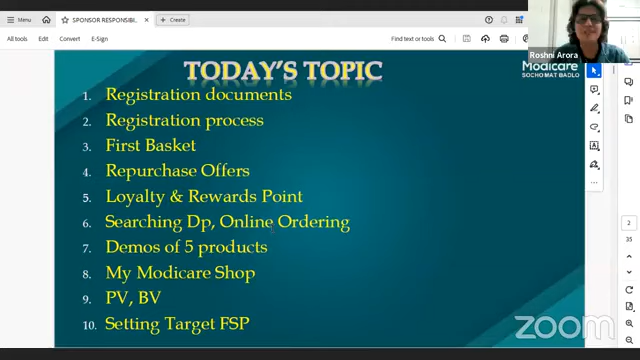 Menu
SPONSOR RESPONSIBIL...
Create
All tools
Edit
Convert
E-Sign
Find text or tools
Roshni Arora
Modicare
SOCHO MAT BADLO
TODAY'S TOPIC
1. Registration documents
2. Registration process
3. First Basket
4. Repurchase Offers
5. Loyalty & Rewards Point
6. Searching Dp, Online Ordering
7. Demos of 5 products
8. My Modicare Shop
9. PV, BV
10. Setting Target FSP
2
35
zoom